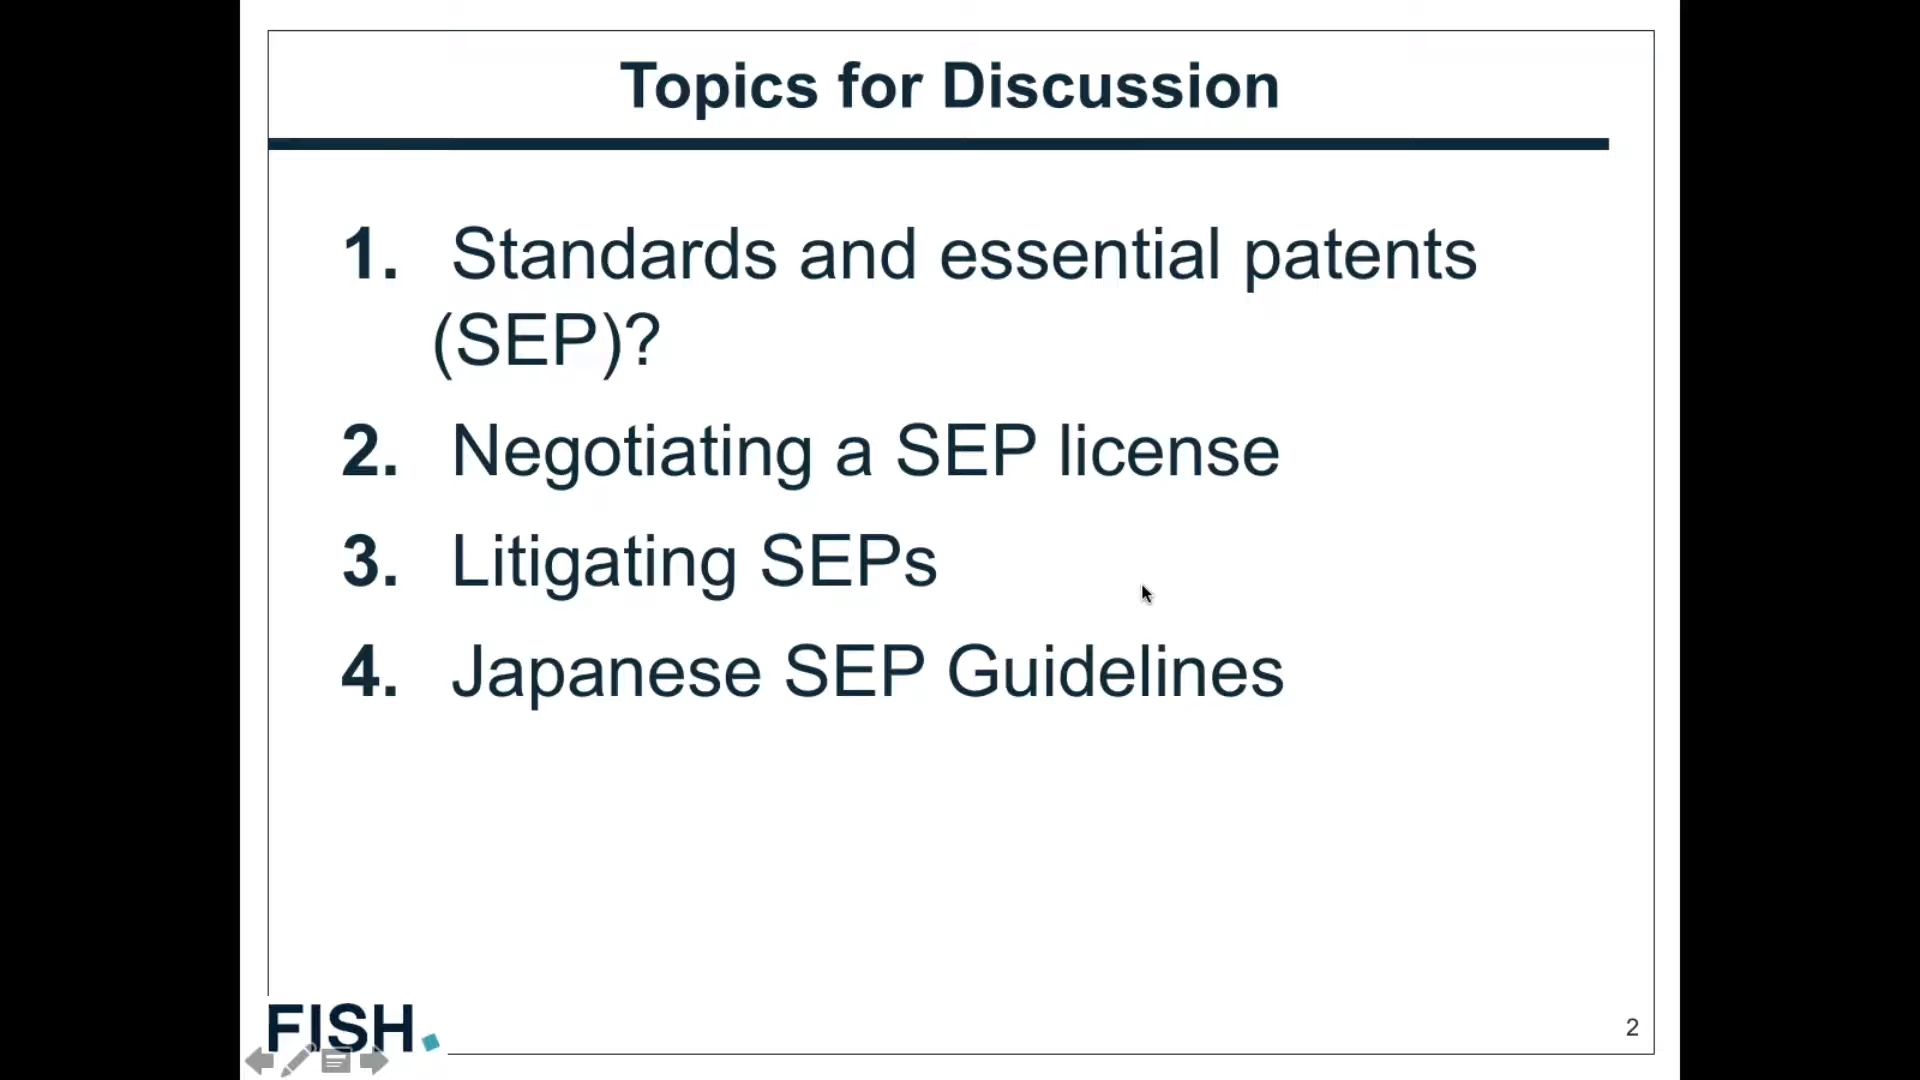 Topics for Discussion
1. Standards and essential patents
(SEP)?
2. Negotiating a SEP license
3. Litigating SEPs
4. Japanese SEP Guidelines
FISH.
2